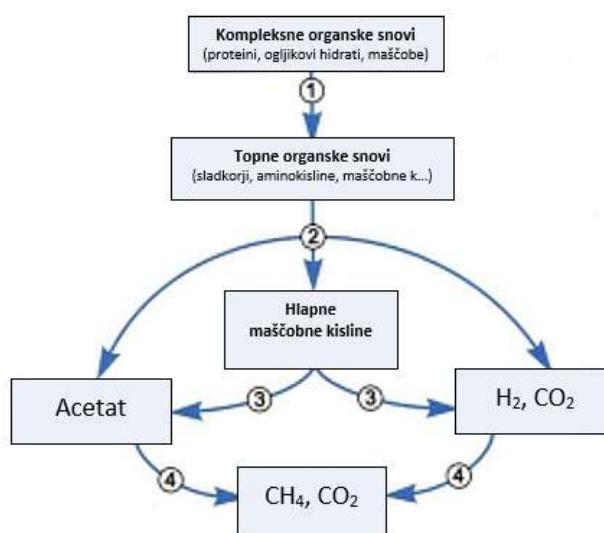 Kompleksne organske snovi
(proteini, ogljikovi hidrati, maščobe)
1
Topne organske snovi
(sladkorji, aminokisline, maščobne k...)
2
Hlapne
maščobne kisline
Acetat
3
3
H₂, CO₂
4
CH₄, CO₂
4